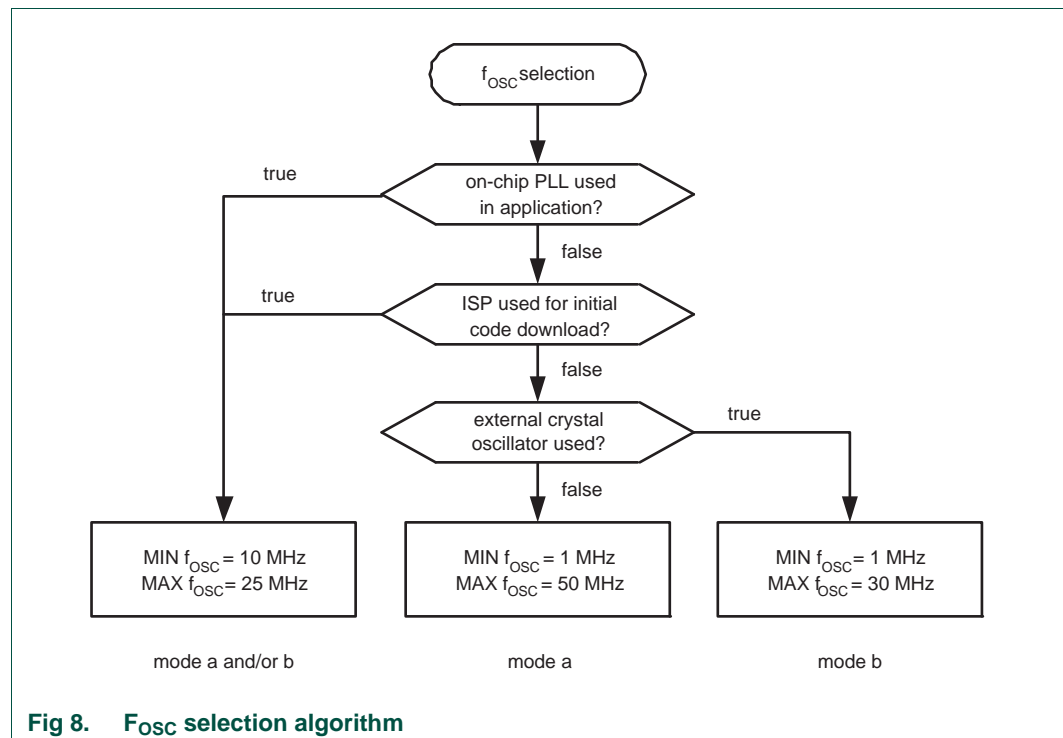 fOSC selection
true
on-chip PLL used
in application?
false
true
ISP used for initial
code download?
false
external crystal
oscillator used?
true
false
MIN fOSC = 10 MHz
MAX fOSC = 25 MHz
MIN fOSC = 1 MHz
MAX fOSC = 50 MHz
MIN fOSC = 1 MHz
MAX fOSC = 30 MHz
mode a and/or b
mode a
mode b
Fig 8. FOSC selection algorithm